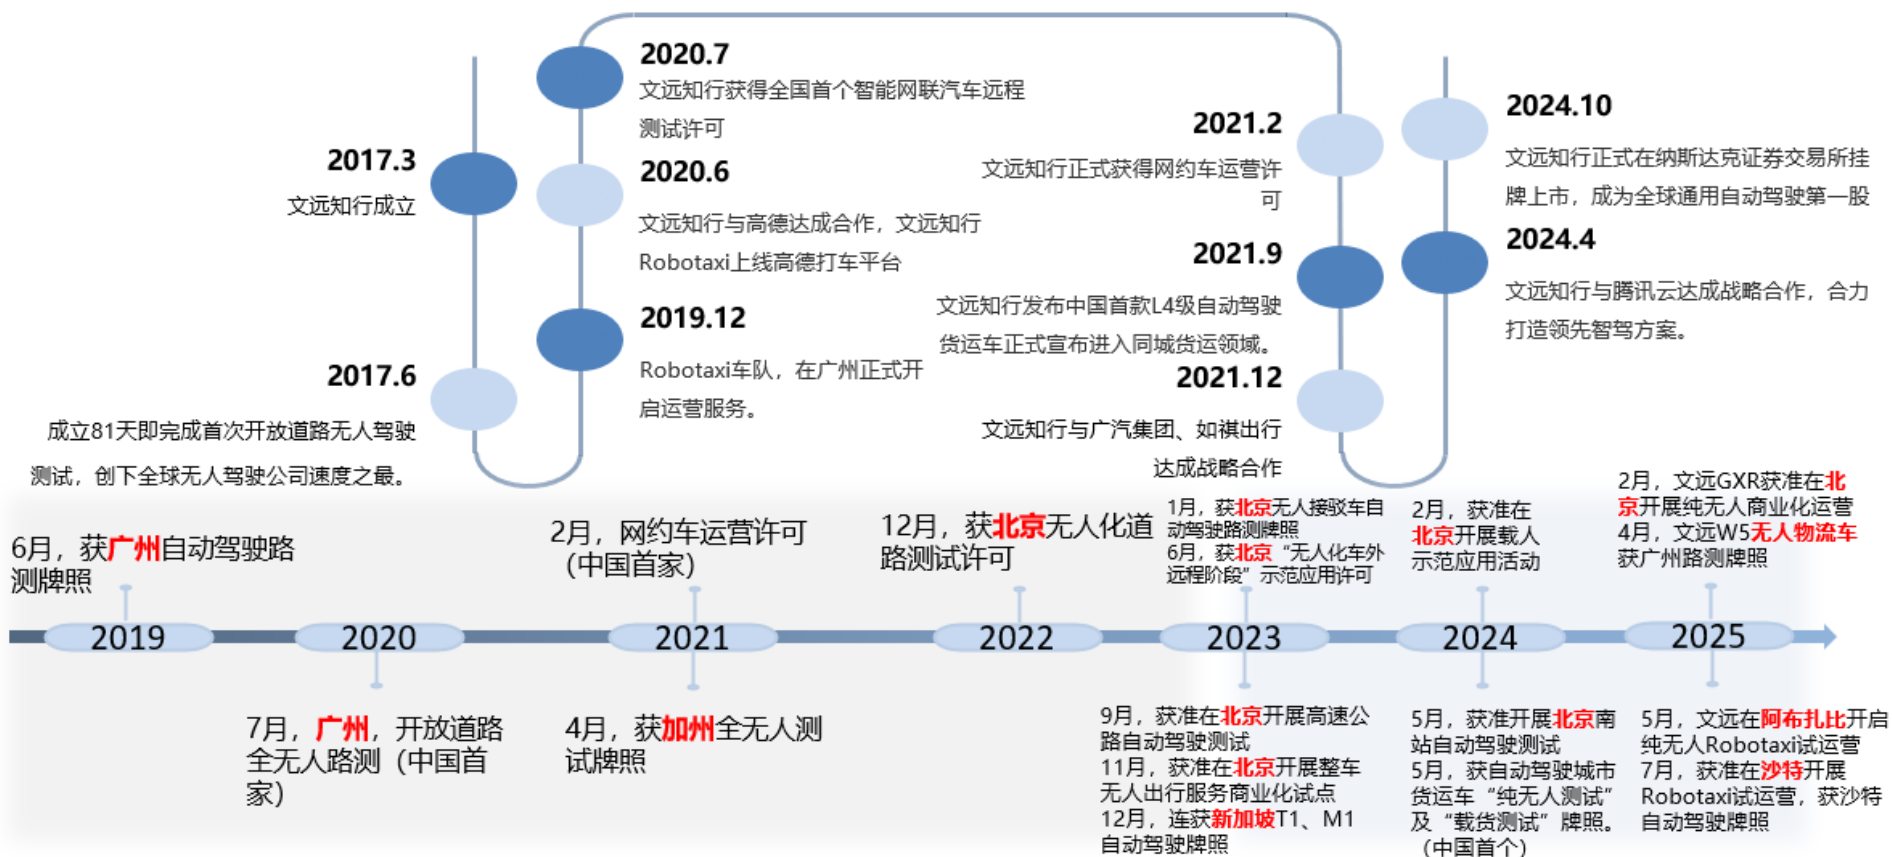 2017.3
文远知行成立
2017.6
成立81天即完成首次开放道路无人驾驶
测试，创下全球无人驾驶公司速度之最。
2020.7
文远知行获得全国首个智能网联汽车远程
测试许可
2020.6
文远知行与高德达成合作，文远知行
Robotaxi上线高德打车平台
2019.12
Robotaxi车队，在广州正式开
启运营服务。
2021.2
文远知行正式获得网约车运营许
可
2021.9
文远知行发布中国首款L4级自动驾驶
货运车正式宣布进入同城货运领域。
2021.12
文远知行与广汽集团、如祺出行
达成战略合作
2024.10
文远知行正式在纳斯达克证券交易所挂
牌上市，成为全球通用自动驾驶第一股
2024.4
文远知行与腾讯云达成战略合作，合力
打造领先智驾方案。
6月，获广州自动驾驶路
测牌照
2019
2020
7月，广州，开放道路
全无人路测（中国首
家）
2月，网约车运营许可
（中国首家）
2021
4月，获加州全无人测
试牌照
12月，获北京无人化道
路测试许可
2022
1月，获北京无人接驳车自
动驾驶路测牌照
6月，获北京“无人化车外
远程阶段”示范应用许可
2023
9月，获准在北京开展高速公
路自动驾驶测试
11月，获准在北京开展整车
无人出行服务商业化试点
12月，连获新加坡T1、M1
自动驾驶牌照
2月，获准在
北京开展载人
示范应用活动
2024
5月，获准开展北京南
站自动驾驶测试
5月，获自动驾驶城市
货运车“纯无人测试”
及“载货测试”牌照。
（中国首个）
2月，文远GXR获准在北
京开展纯无人商业化运营
4月，文远W5无人物流车
获广州路测牌照
2025
5月，文远在阿布扎比开启
纯无人Robotaxi试运营
7月，获准在沙特开展
Robotaxi试运营，获沙特
自动驾驶牌照